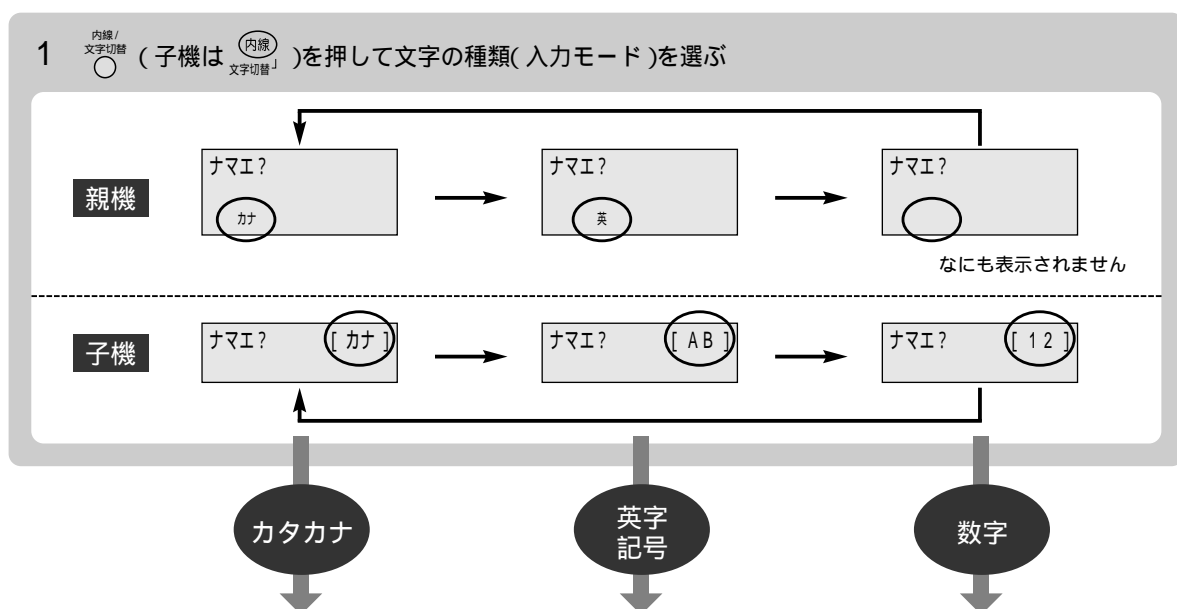 内線/
文字切替
1 (子機は 内線 文字切替 )を押して文字の種類(入力モード)を選ぶ
親機
ナマエ?
カナ
ナマエ?
英
ナマエ?
なにも表示されません
子機
ナマエ? [カナ]
ナマエ? [AB]
ナマエ? [12]
カタカナ
英字
記号
数字